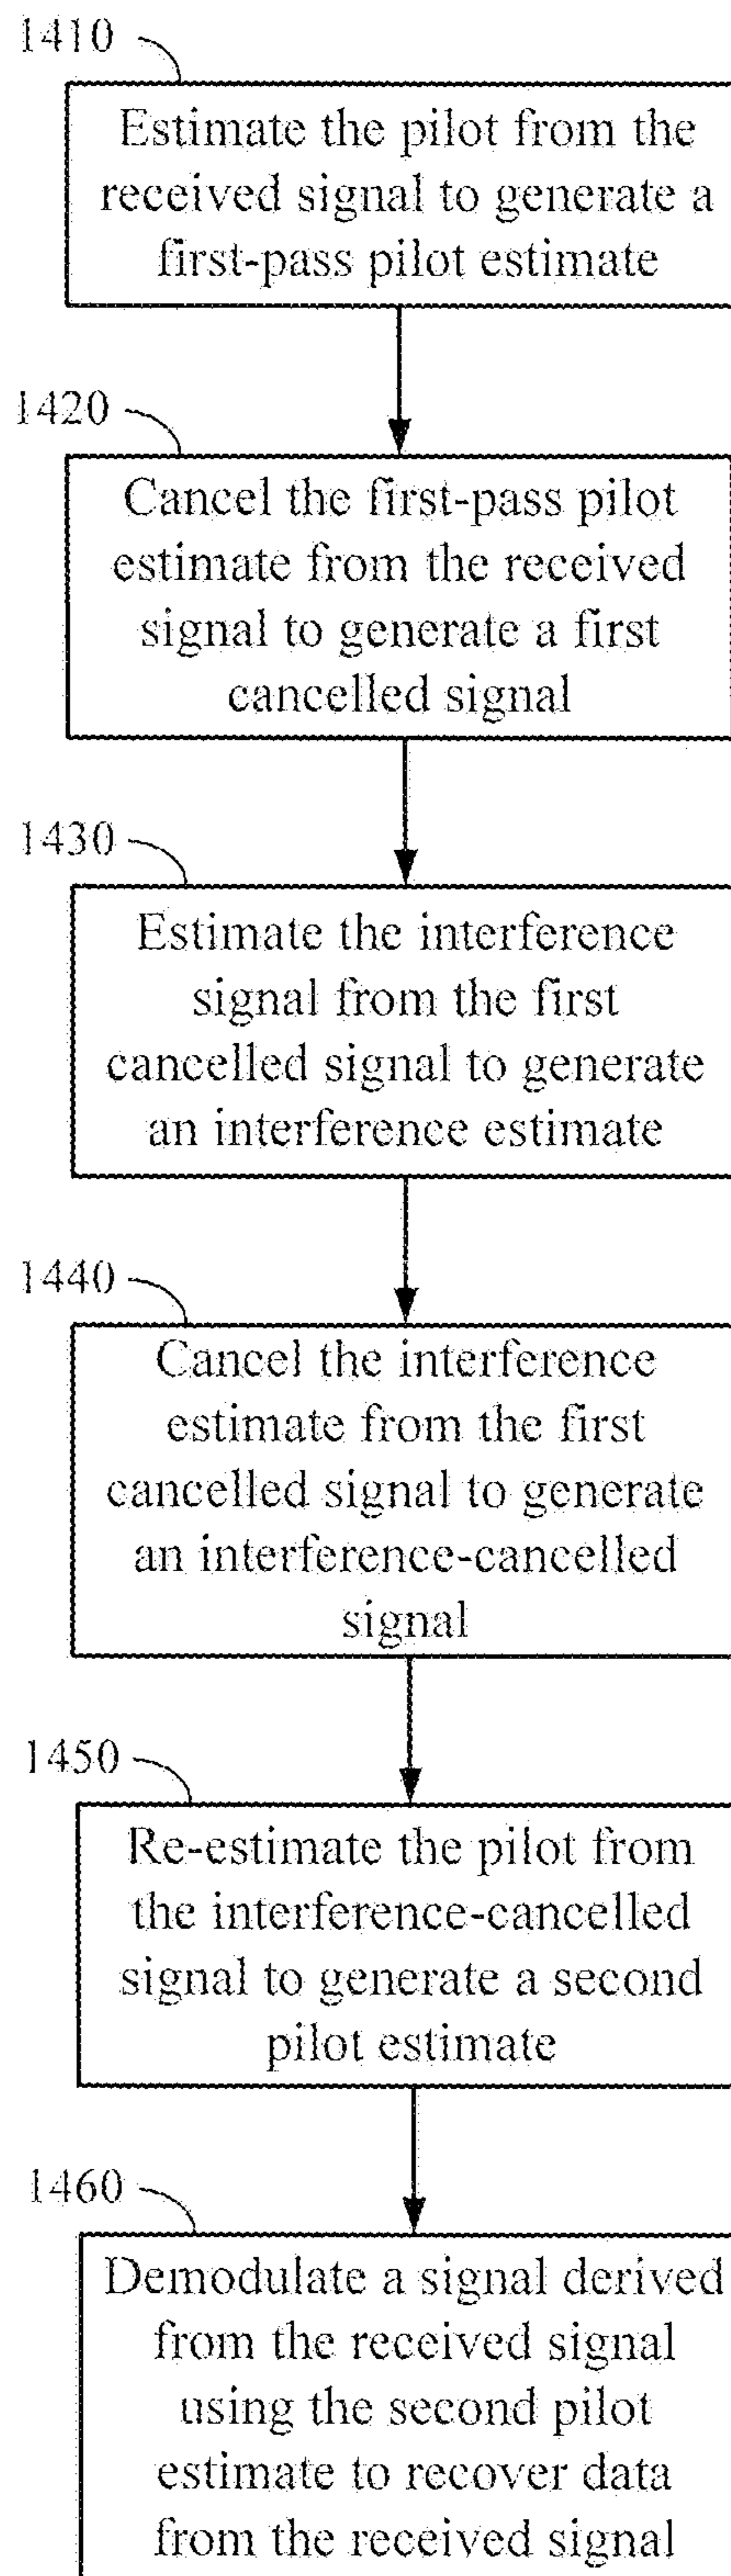 1410
Estimate the pilot from the
received signal to generate a
first-pass pilot estimate
1420
Cancel the first-pass pilot
estimate from the received
signal to generate a first
cancelled signal
1430
Estimate the interference
signal from the first
cancelled signal to generate
an interference estimate
1440
Cancel the interference
estimate from the first
cancelled signal to generate
an interference-cancelled
signal
1450
Re-estimate the pilot from
the interference-cancelled
signal to generate a second
pilot estimate
1460
Demodulate a signal derived
from the received signal
using the second pilot
estimate to recover data
from the received signal